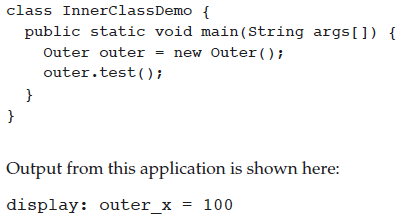 class InnerClassDemo {
public static void main(String args[]) {
Outer outer = new Outer();
outer.test();
}
}
Output from this application is shown here:
display: outer_x = 100